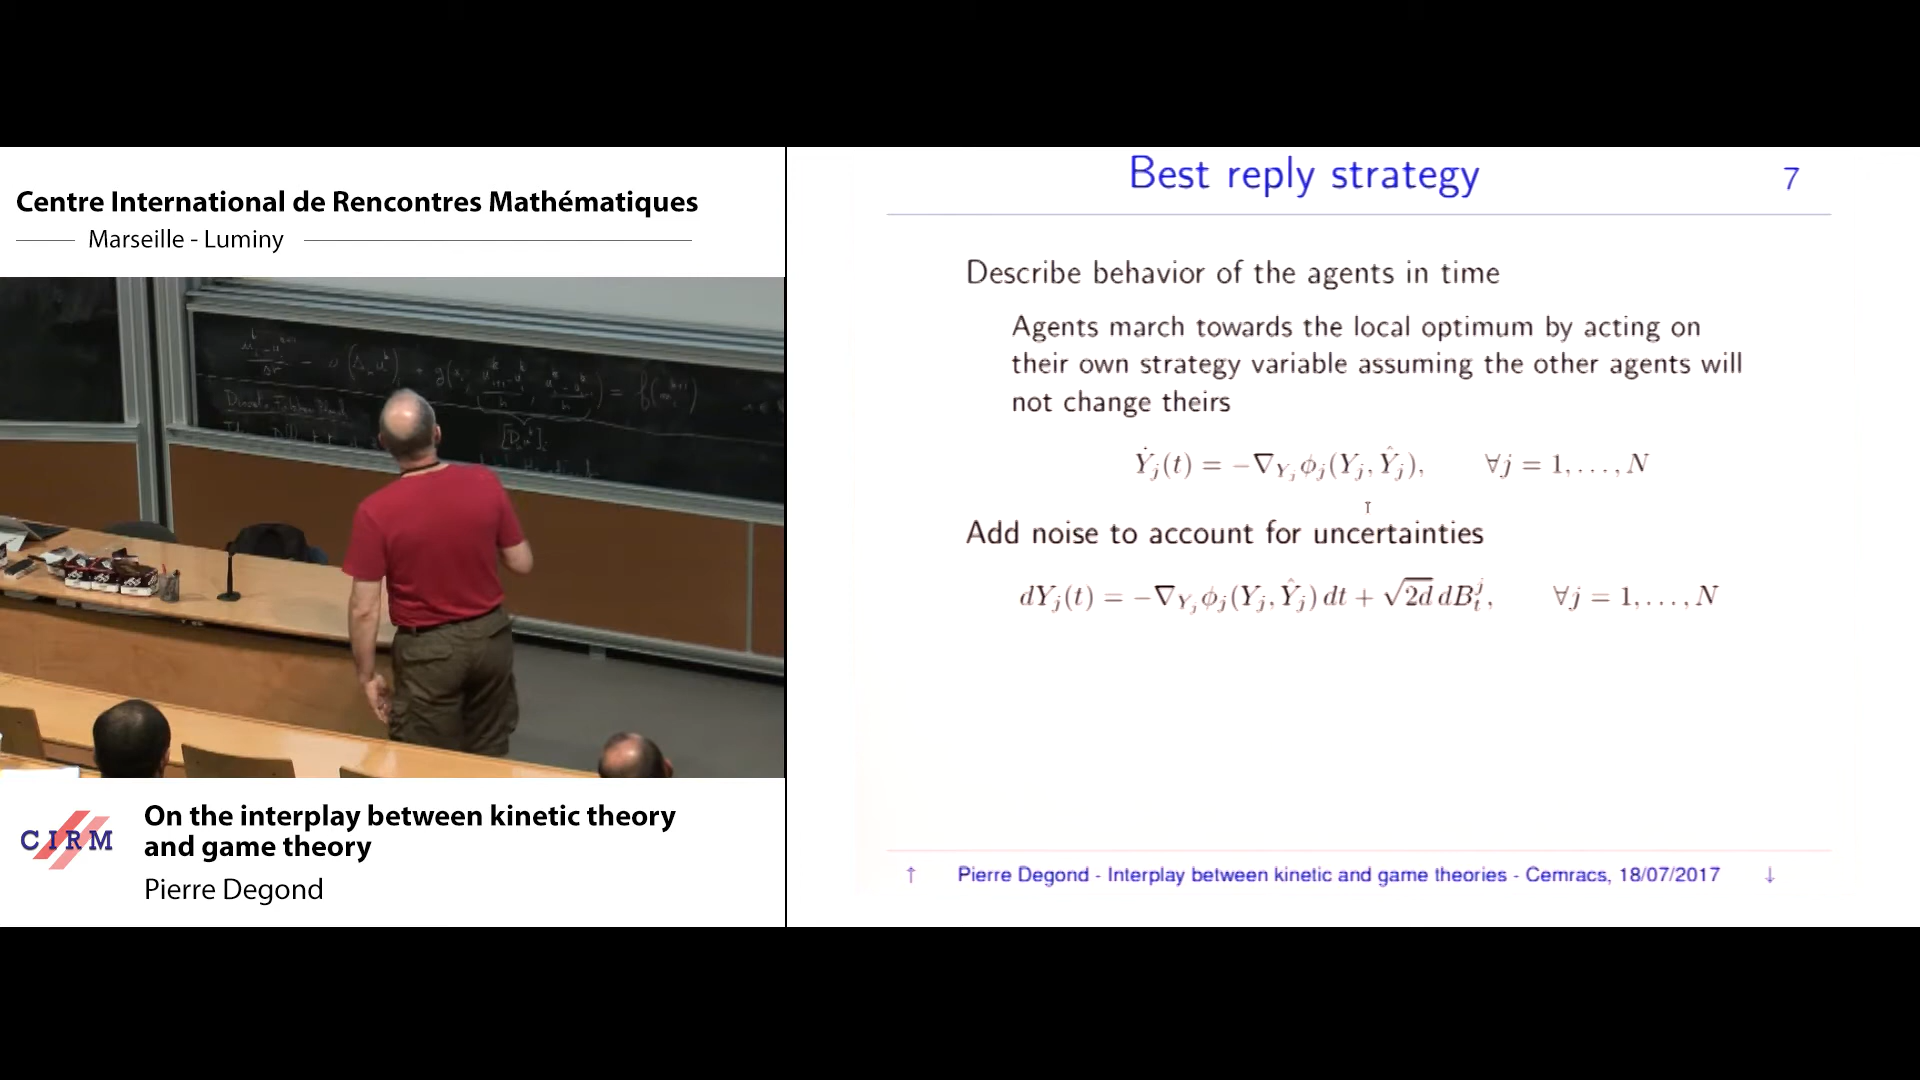 Centre International de Rencontres Mathématiques
Marseille - Luminy
CIRM
On the interplay between kinetic theory
and game theory
Pierre Degond
Best reply strategy 7
Describe behavior of the agents in time
Agents march towards the local optimum by acting on
their own strategy variable assuming the other agents will
not change theirs
Ẏ_j(t) = −∇_{Y_j} ϕ_j(Y_j, Ŷ_j), ∀j = 1, . . . , N
Add noise to account for uncertainties
dY_j(t) = −∇_{Y_j} ϕ_j(Y_j, Ŷ_j) dt + √2d dB_t^j, ∀j = 1, . . . , N
↑ Pierre Degond - Interplay between kinetic and game theories - Cemracs, 18/07/2017 ↓